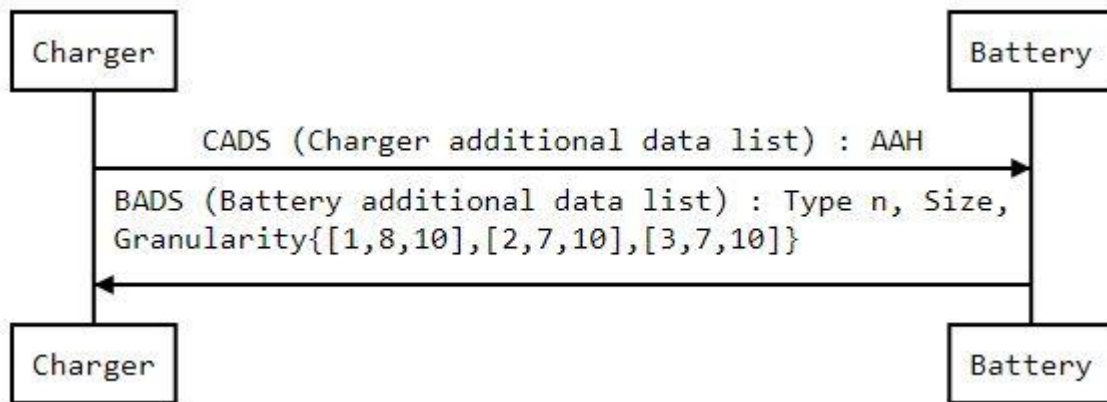 Charger
Battery
CADS (Charger additional data list) : AAH
BADS (Battery additional data list) : Type n, Size,
Granularity{[1,8,10],[2,7,10],[3,7,10]}
Charger
Battery